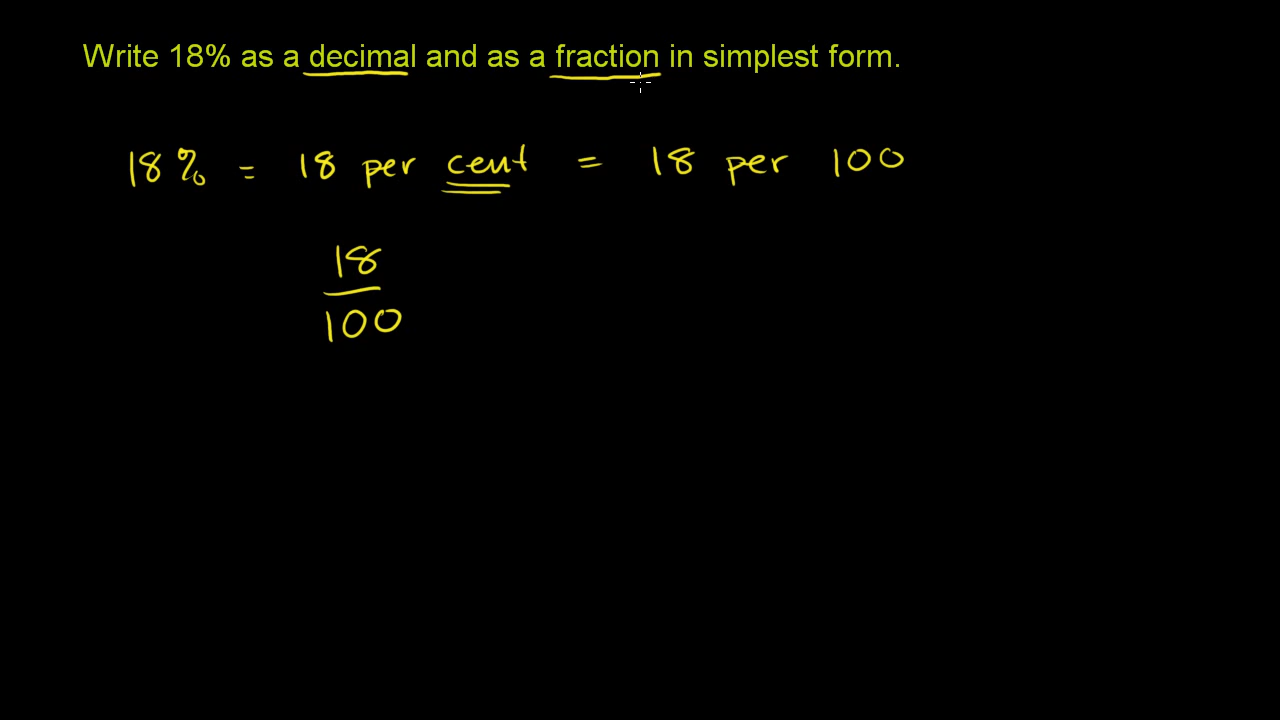 Write 18% as a decimal and as a fraction in simplest form.
18% = 18 per cent = 18 per 100
18
100